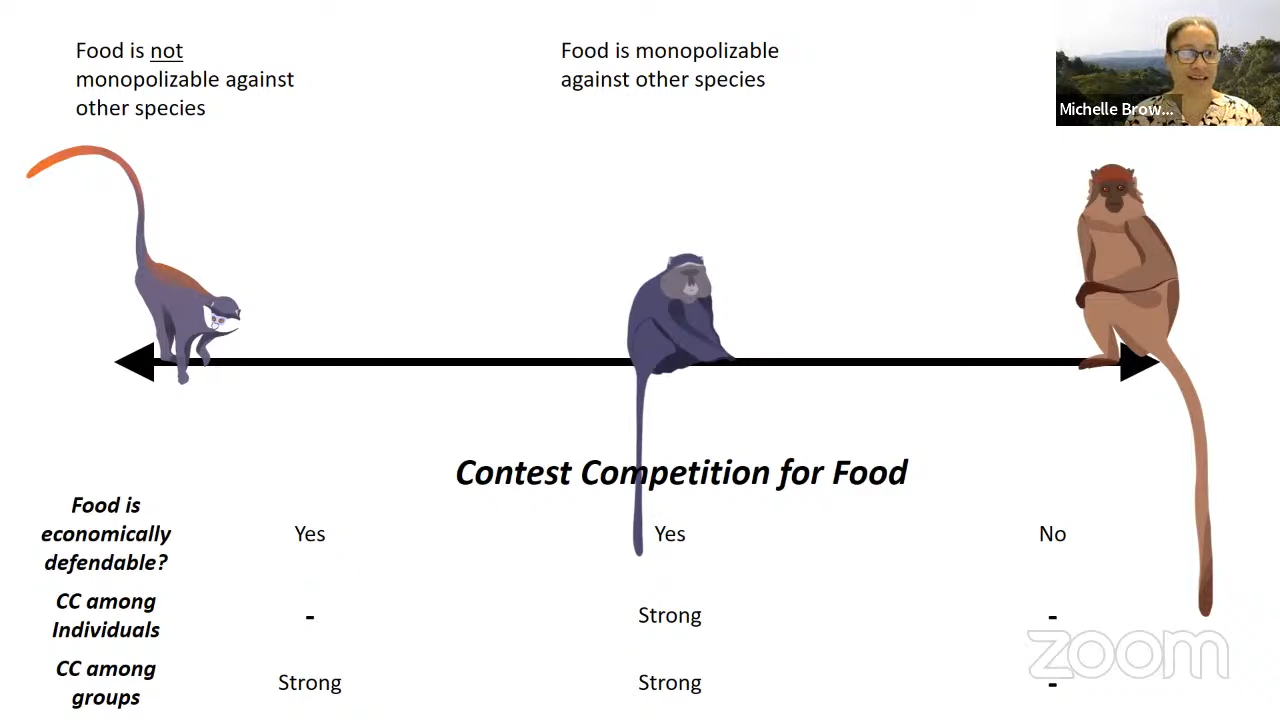 Food is not
monopolizable against
other species
Food is monopolizable
against other species
Michelle Brow...
Contest Competition for Food
Food is
economically
defendable?
Yes
Yes
No
CC among
Individuals
-
Strong
-
CC among
groups
Strong
Strong
-
zoom